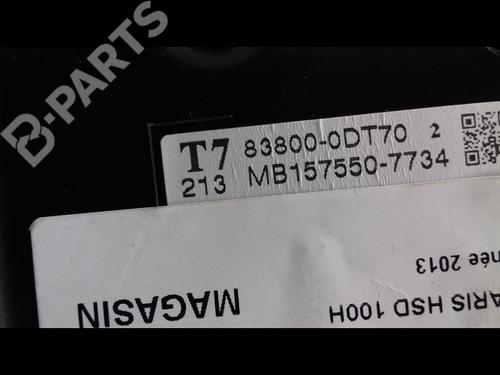 B-PARTS
T7 83800-0DT70 2
213 MB157550-7734
MAGASIN
ARIS HSD 100H
née 2013